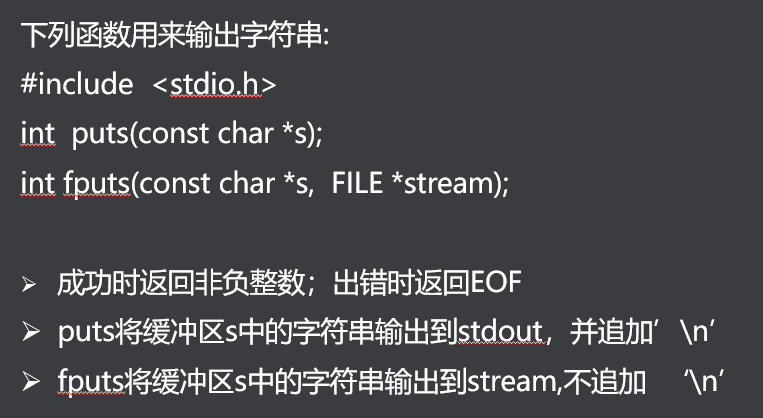 下列函数用来输出字符串:
#include <stdio.h>
int puts(const char *s);
int fputs(const char *s, FILE *stream);
➢ 成功时返回非负整数；出错时返回EOF
➢ puts将缓冲区s中的字符串输出到stdout，并追加’\n’
➢ fputs将缓冲区s中的字符串输出到stream,不追加 ‘\n’